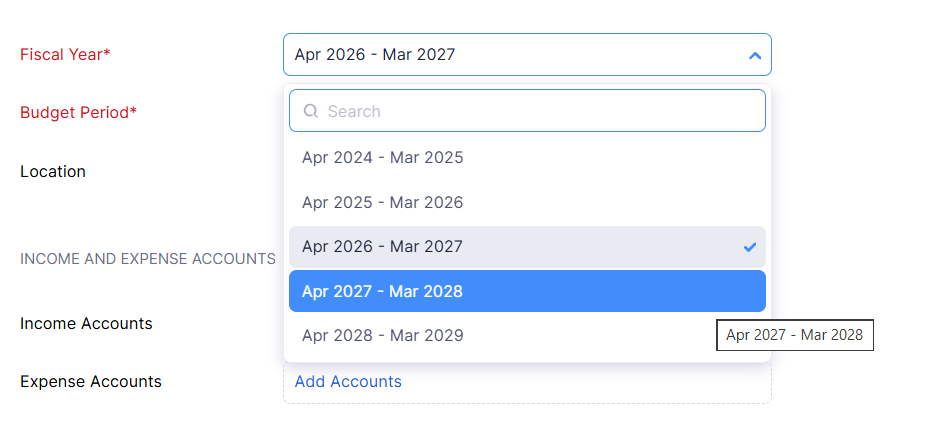 Fiscal Year*
Apr 2026 - Mar 2027
Budget Period*
Search
Apr 2024 - Mar 2025
Location
Apr 2025 - Mar 2026
Apr 2026 - Mar 2027
INCOME AND EXPENSE ACCOUNTS
Apr 2027 - Mar 2028
Income Accounts
Apr 2028 - Mar 2029
Apr 2027 - Mar 2028
Expense Accounts
Add Accounts